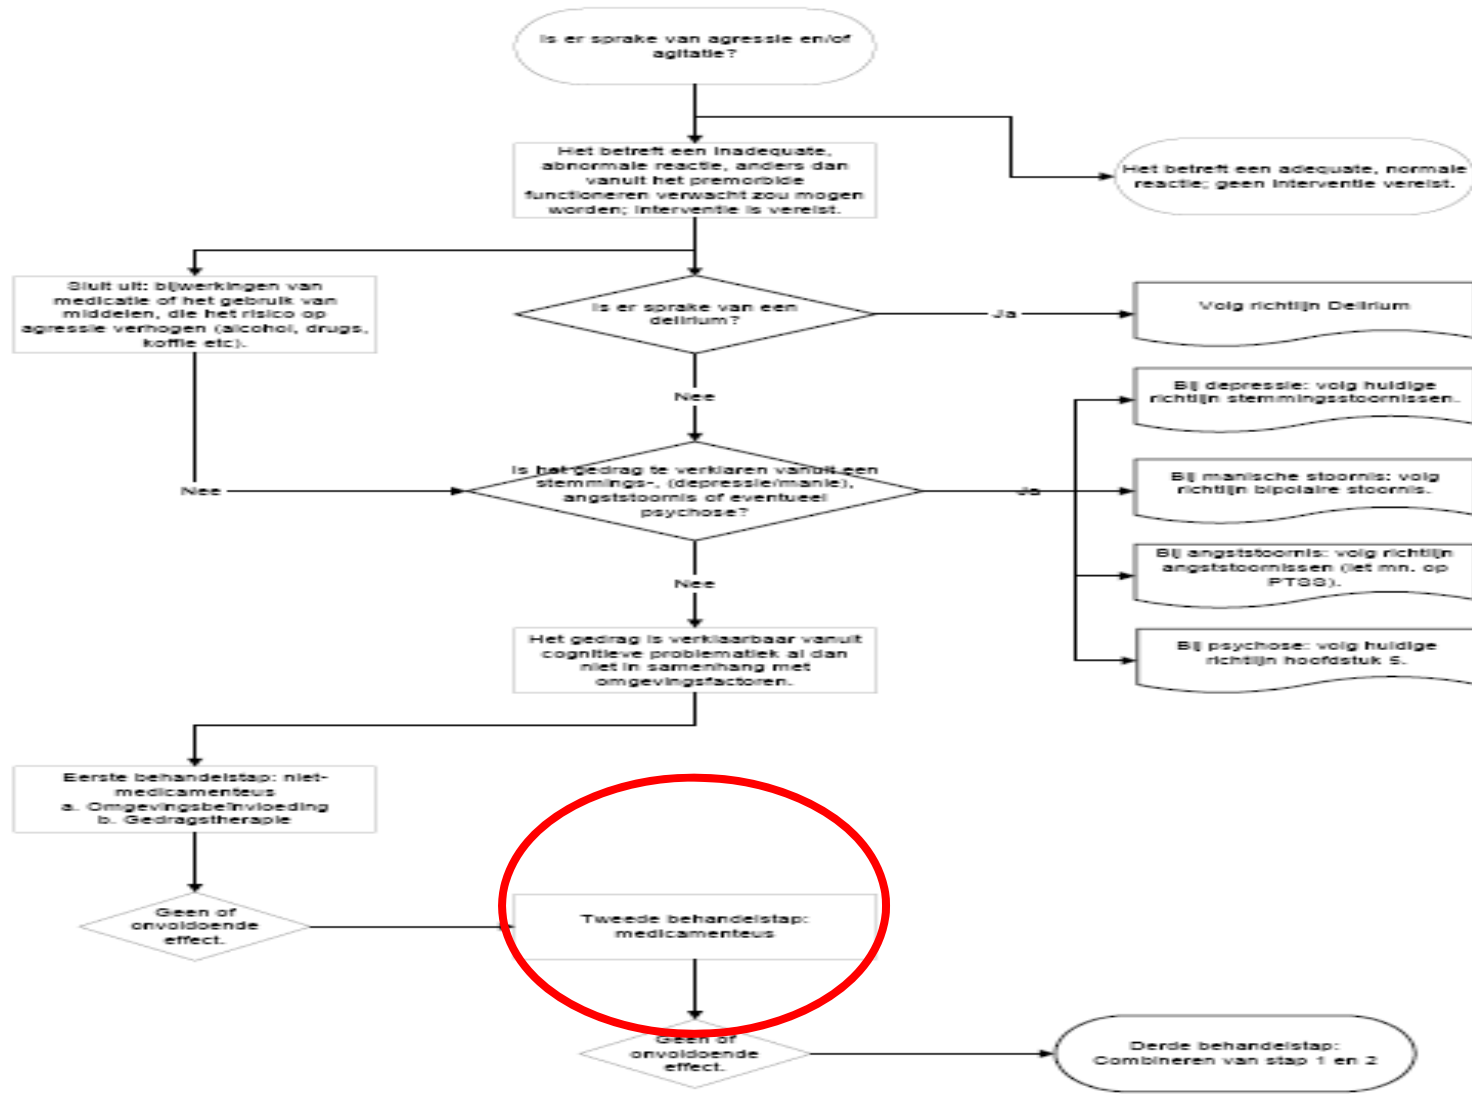 Is er sprake van agressie en/of
agitatie?
Het betreft een inadequate,
abnormale reactie, anders dan
vanuit het premorbide
functioneren verwacht zou mogen
worden; interventie is vereist.
Het betreft een adequate, normale
reactie; geen interventie vereist.
Sluit uit: bijwerkingen van
medicatie of het gebruik van
middelen, die het risico op
agressie verhogen (alcohol, drugs,
koffie etc).
Is er sprake van een
delirium?
Ja
Volg richtlijn Delirium
Nee
Bij depressie: volg huidige
richtlijn stemmingsstoornissen.
Is het gedrag te verklaren vanuit een
stemmings-, (depressie/manie),
angststoornis of eventueel
psychose?
Nee
Ja
Bij manische stoornis: volg
richtlijn bipolaire stoornis.
Bij angststoornis: volg richtlijn
angststoornissen (let mn. op
PTSS).
Nee
Het gedrag is verklaarbaar vanuit
cognitieve problematiek al dan
niet in samenhang met
omgevingsfactoren.
Bij psychose: volg huidige
richtlijn hoofdstuk 5.
Eerste behandelstap: niet-
medicamenteus
a. Omgevingsbeïnvloeding
b. Gedragstherapie
Geen of
onvoldoende
effect.
Tweede behandelstap:
medicamenteus
Geen of
onvoldoende
effect.
Derde behandelstap:
Combineren van stap 1 en 2